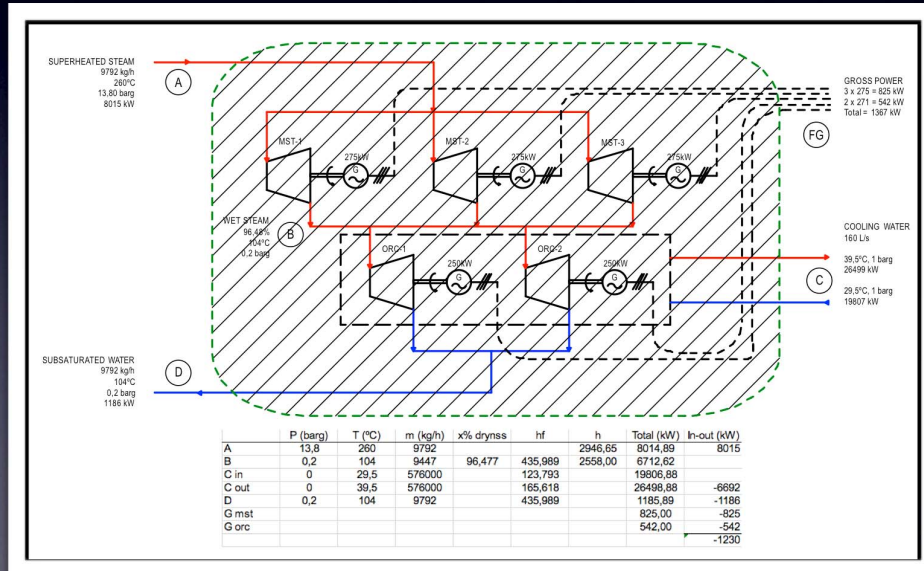 SUPERHEATED STEAM
9792 kg/h
260ºC
13,80 barg
8015 kW
A
GROSS POWER
3 x 275 = 825 kW
2 x 271 = 542 kW
Total = 1367 kW
FG
MST-1
MST-2
MST-3
275kW
275kW
275kW
G
G
G
WET STEAM
96,48%
104ºC
0,2 barg
B
ORC-1
ORC-2
250kW
250kW
G
G
COOLING WATER
160 L/s
39,5ºC, 1 barg
26499 kW
C
29,5ºC, 1 barg
19807 kW
SUBSATURATED WATER
9792 kg/h
104ºC
0,2 barg
1186 kW
D
P (barg) T (ºC) m (kg/h) x% drynss hf h Total (kW) In-out (kW)
A 13,8 260 9792 2946,65 8014,89 8015
B 0,2 104 9447 96,477 435,989 2558,00 6712,62
C in 0 29,5 576000 123,793 19806,88
C out 0 39,5 576000 165,618 26498,88 -6692
D 0,2 104 9792 435,989 1185,89 -1186
G mst 825,00 -825
G orc 542,00 -542
-1230